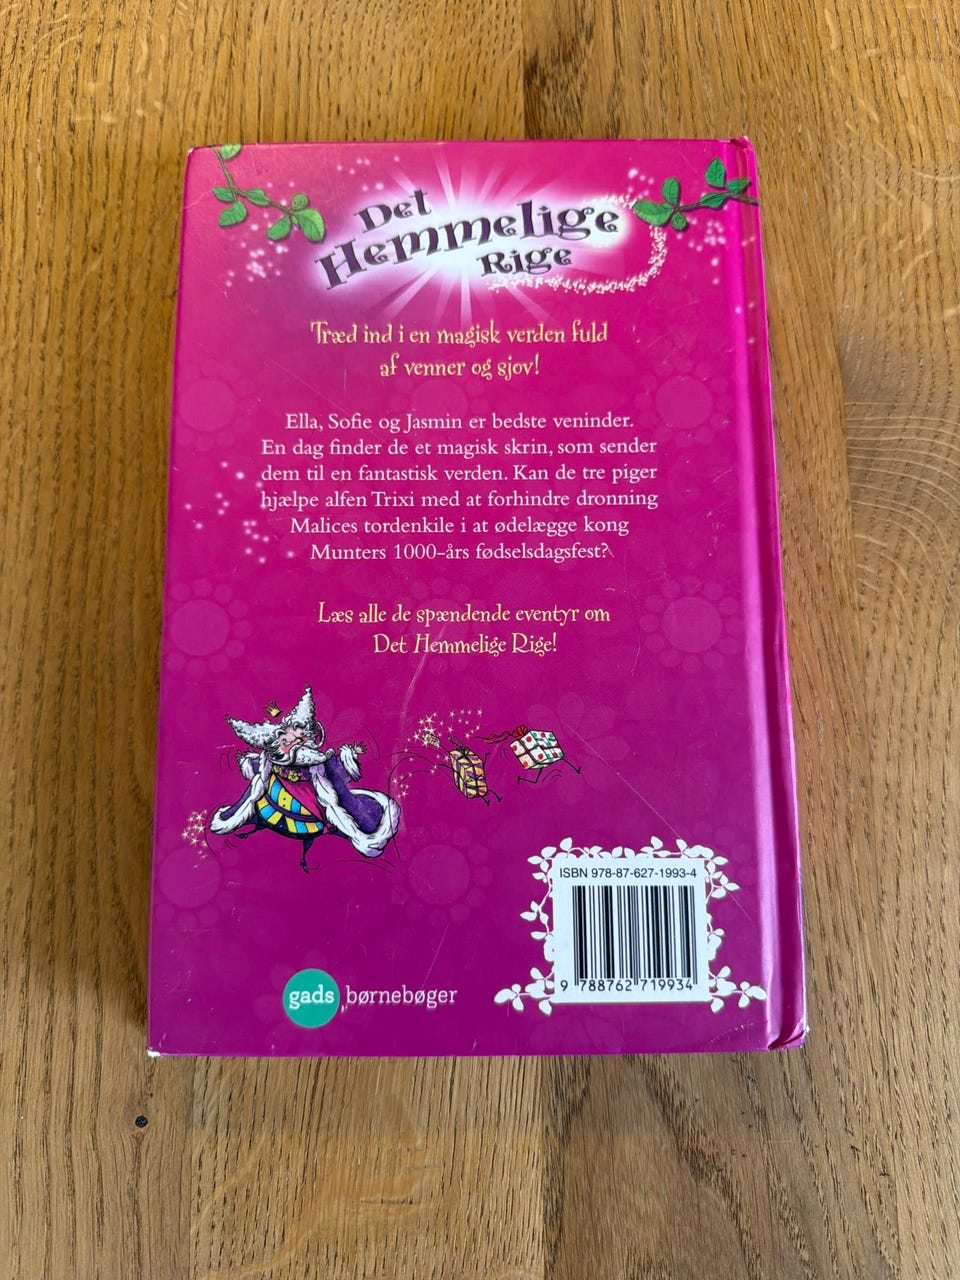 Det
Hemmelige
Rige
Træd ind i en magisk verden fuld
af venner og sjov!
Ella, Sofie og Jasmin er bedste veninder.
En dag finder de et magisk skrin, som sender
dem til en fantastisk verden. Kan de tre piger
hjælpe alfen Trixi med at forhindre dronning
Malices tordenkile i at ødelægge kong
Munters 1000-års fødselsdagsfest?
Læs alle de spændende eventyr om
Det Hemmelige Rige!
ISBN 978-87-627-1993-4
9 788762 719934
gads børnebøger